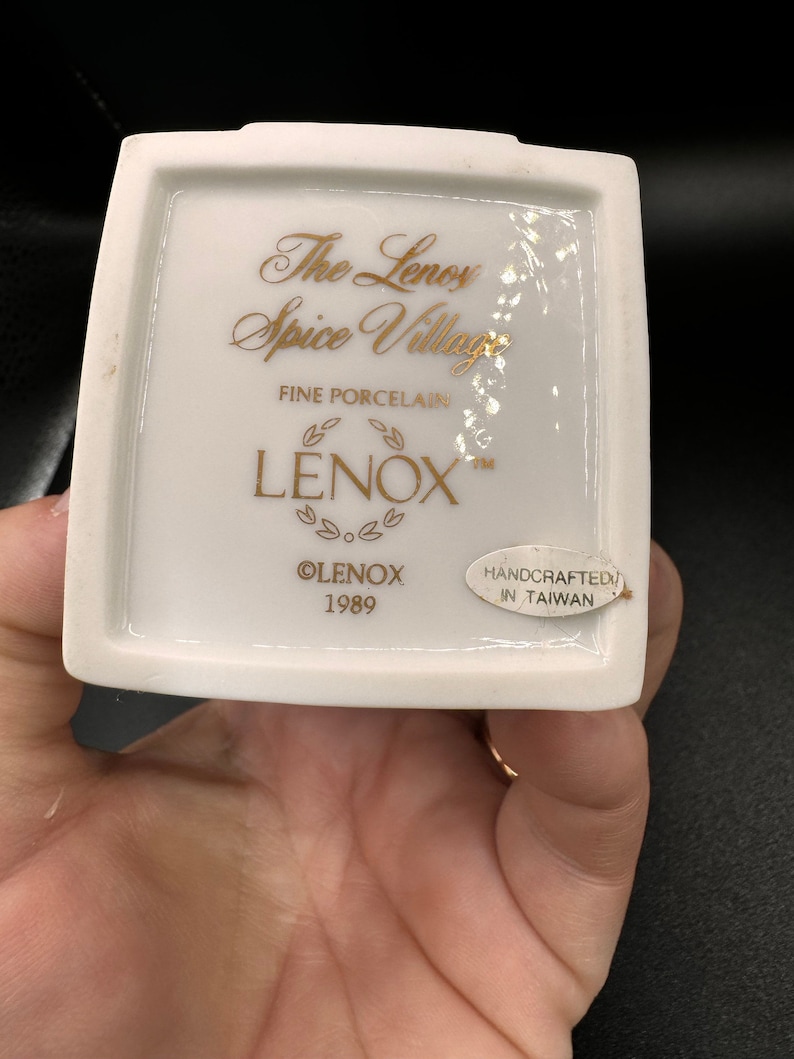 The Lenox
Spice Village
FINE PORCELAIN
LENOX™
©LENOX
1989
HANDCRAFTED
IN TAIWAN